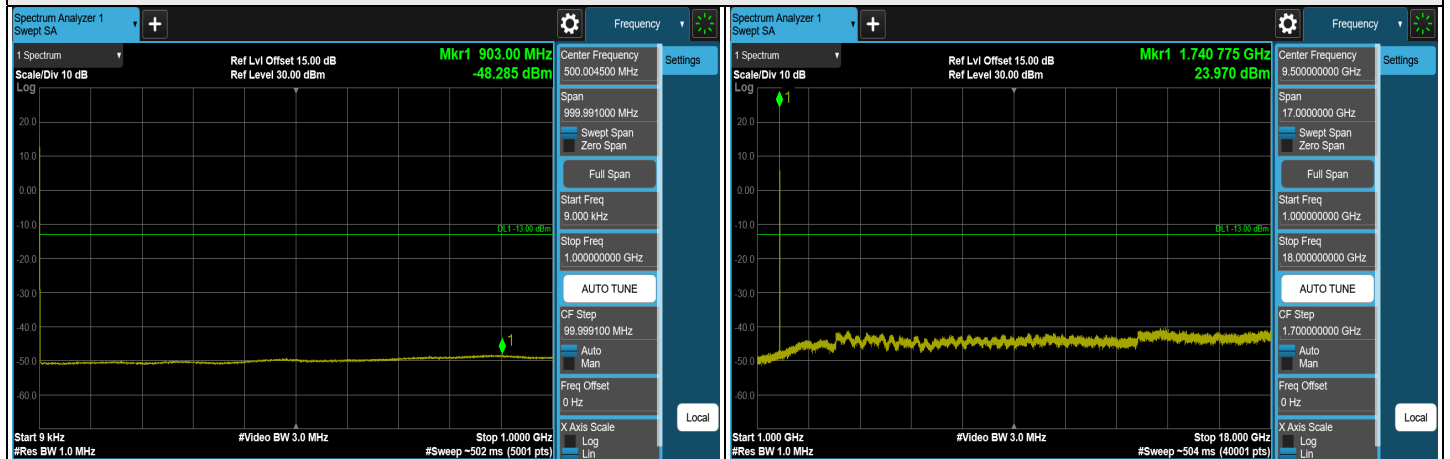 Spectrum Analyzer 1
Swept SA
+
Frequency
1 Spectrum
Scale/Div 10 dB
Log
Ref Lvl Offset 15.00 dB
Ref Level 30.00 dBm
Mkr1 903.00 MHz
-48.285 dBm
20.0
10.0
0.00
-10.0
-20.0
-30.0
-40.0
-50.0
-60.0
DL1 -13.00 dBm
1
Start 9 kHz
#Res BW 1.0 MHz
#Video BW 3.0 MHz
Stop 1.0000 GHz
#Sweep ~502 ms (5001 pts)
Center Frequency
500.004500 MHz
Span
999.991000 MHz
Swept Span
Zero Span
Full Span
Start Freq
9.000 kHz
Stop Freq
1.000000000 GHz
AUTO TUNE
CF Step
99.999100 MHz
Auto
Man
Freq Offset
0 Hz
X Axis Scale
Log
Lin
Settings
Local
Spectrum Analyzer 1
Swept SA
+
Frequency
1 Spectrum
Scale/Div 10 dB
Log
Ref Lvl Offset 15.00 dB
Ref Level 30.00 dBm
Mkr1 1.740 775 GHz
23.970 dBm
1
20.0
10.0
0.00
-10.0
-20.0
-30.0
-40.0
-50.0
-60.0
DL1 -13.00 dBm
Start 1.000 GHz
#Res BW 1.0 MHz
#Video BW 3.0 MHz
Stop 18.000 GHz
#Sweep ~504 ms (40001 pts)
Center Frequency
9.500000000 GHz
Span
17.0000000 GHz
Swept Span
Zero Span
Full Span
Start Freq
1.000000000 GHz
Stop Freq
18.000000000 GHz
AUTO TUNE
CF Step
1.700000000 GHz
Auto
Man
Freq Offset
0 Hz
X Axis Scale
Log
Lin
Settings
Local